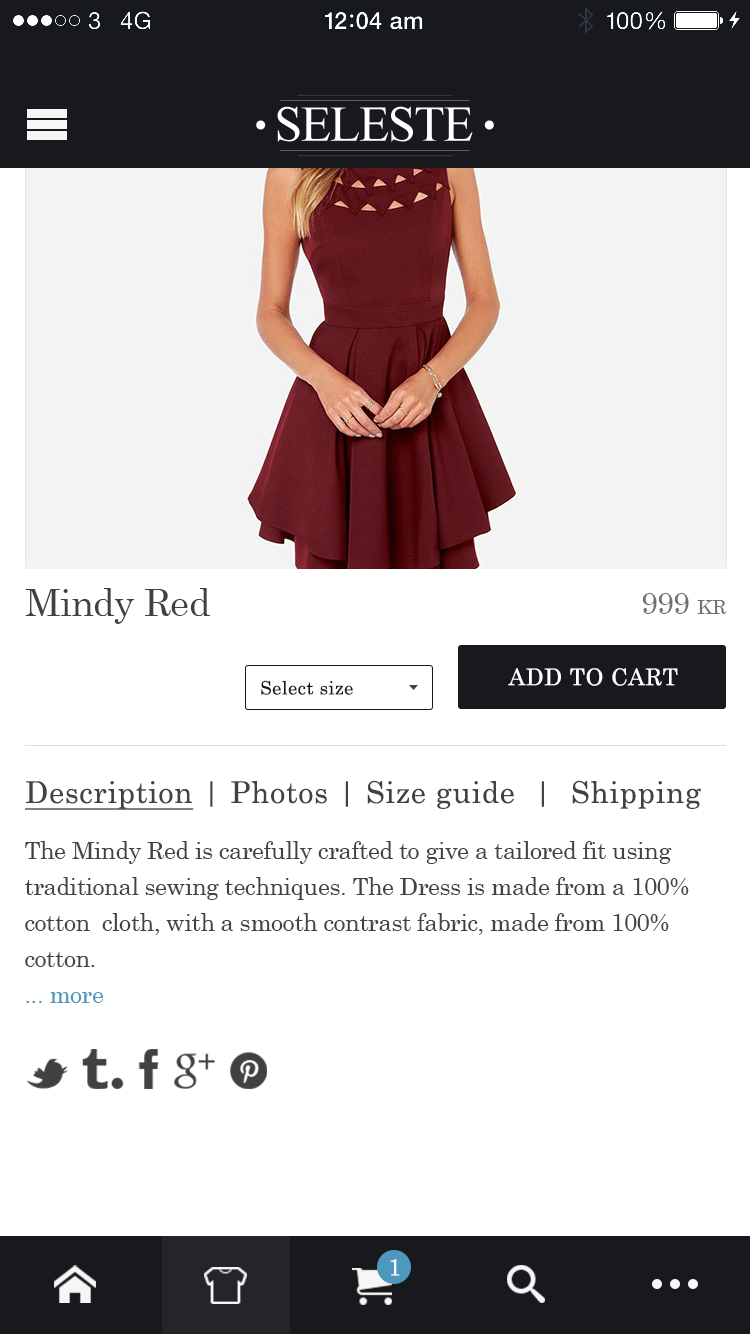 3 4G 12:04 am 100%
· SELESTE ·
Mindy Red 999 KR
Select size ADD TO CART
Description | Photos | Size guide | Shipping
The Mindy Red is carefully crafted to give a tailored fit using
traditional sewing techniques. The Dress is made from a 100%
cotton  cloth, with a smooth contrast fabric, made from 100%
cotton.
... more
t. f g+
1